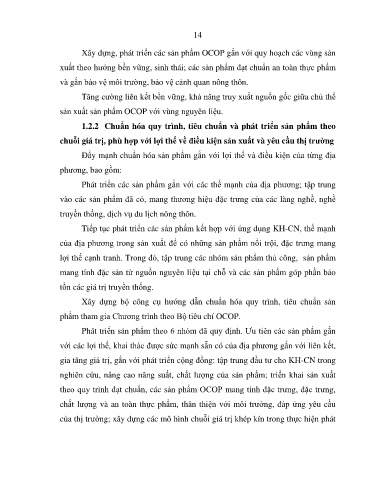 14
Xây dựng, phát triển các sản phẩm OCOP gắn với quy hoạch các vùng sản
xuất theo hướng bền vững, sinh thái; các sản phẩm đạt chuẩn an toàn thực phẩm
và gắn bảo vệ môi trường, bảo vệ cảnh quan nông thôn.
Tăng cường liên kết bền vững, khả năng truy xuất nguồn gốc giữa chủ thể
sản xuất sản phẩm OCOP với vùng nguyên liệu.
1.2.2 Chuẩn hóa quy trình, tiêu chuẩn và phát triển sản phẩm theo
chuỗi giá trị, phù hợp với lợi thế về điều kiện sản xuất và yêu cầu thị trường
Đẩy mạnh chuẩn hóa sản phẩm gắn với lợi thế và điều kiện của từng địa
phương, bao gồm:
Phát triển các sản phẩm gắn với các thế mạnh của địa phương; tập trung
vào các sản phẩm đã có, mang thương hiệu đặc trưng của các làng nghề, nghề
truyền thống, dịch vụ du lịch nông thôn.
Tiếp tục phát triển các sản phẩm kết hợp với ứng dụng KH-CN, thế mạnh
của địa phương trong sản xuất để có những sản phẩm nổi trội, đặc trưng mang
lợi thế cạnh tranh. Trong đó, tập trung các nhóm sản phẩm thủ công, sản phẩm
mang tính đặc sản từ nguồn nguyên liệu tại chỗ và các sản phẩm góp phần bảo
tồn các giá trị truyền thống.
Xây dựng bộ công cụ hướng dẫn chuẩn hóa quy trình, tiêu chuẩn sản
phẩm tham gia Chương trình theo Bộ tiêu chí OCOP.
Phát triển sản phẩm theo 6 nhóm đã quy định. Ưu tiên các sản phẩm gắn
với các lợi thế, khai thác được sức mạnh sẵn có của địa phương gắn với liên kết,
gia tăng giá trị, gắn với phát triển cộng đồng: tập trung đầu tư cho KH-CN trong
nghiên cứu, nâng cao năng suất, chất lượng của sản phẩm; triển khai sản xuất
theo quy trình đạt chuẩn, các sản phẩm OCOP mang tính đặc trưng, đặc trưng,
chất lượng và an toàn thực phẩm, thân thiện với môi trường, đáp ứng yêu cầu
của thị trường; xây dựng các mô hình chuỗi giá trị khép kín trong thực hiện phát